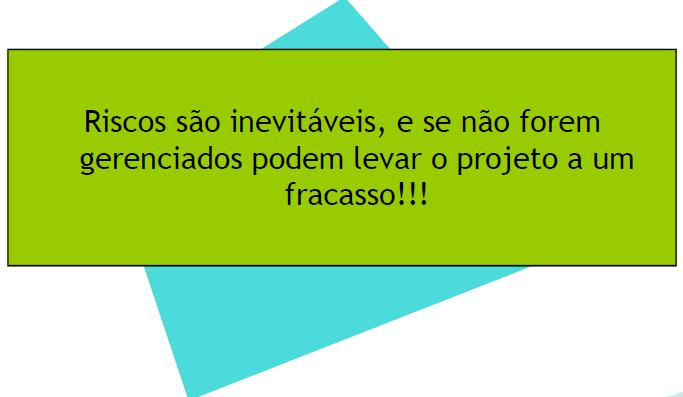 Riscos são inevitáveis, e se não forem
gerenciados podem levar o projeto a um
fracasso!!!